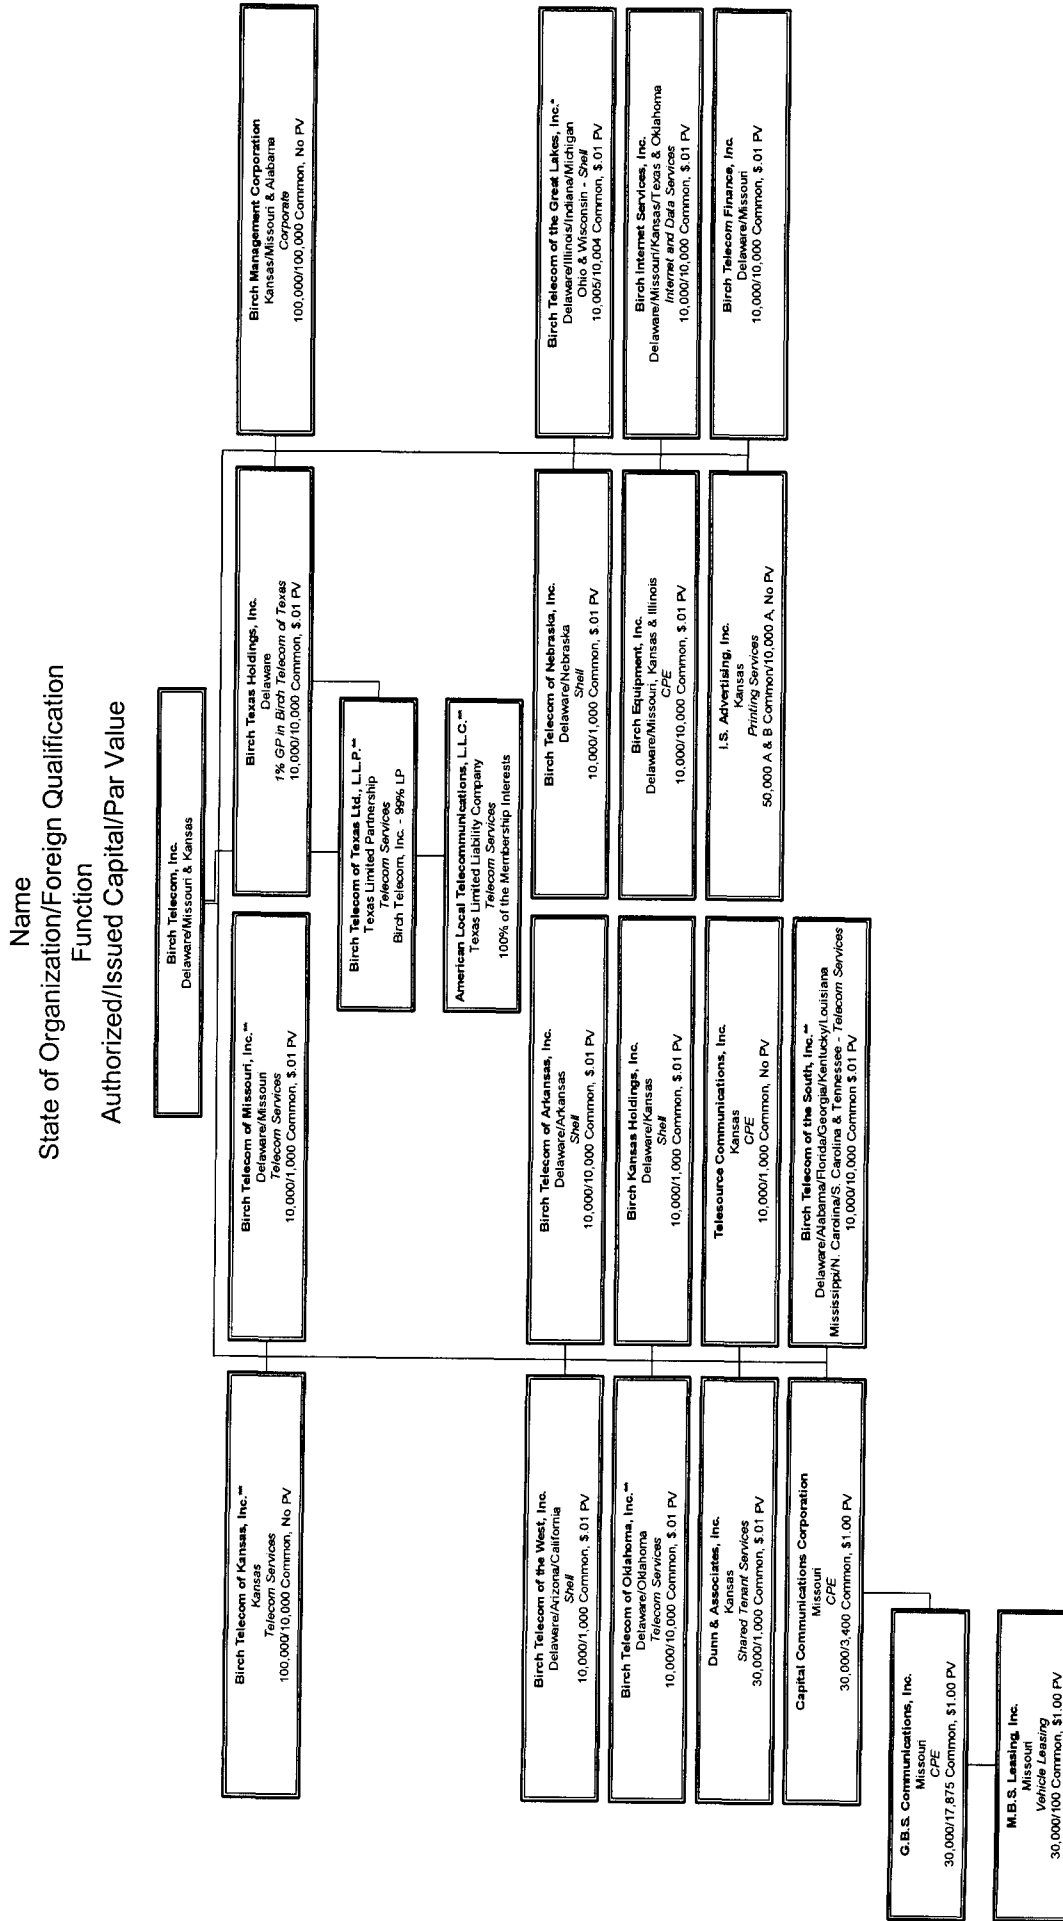 Name
State of Organization/Foreign Qualification
Function
Authorized/Issued Capital/Par Value
Birch Telecom, Inc.
Delaware/Missouri & Kansas
Birch Telecom of Kansas, Inc.**
Kansas
Telecom Services
100,000/10,000 Common, No PV
Birch Telecom of Missouri, Inc.**
Delaware/Missouri
Telecom Services
10,000/1,000 Common, $.01 PV
Birch Texas Holdings, Inc.
Delaware
1% GP in Birch Telecom of Texas
10,000/10,000 Common, $.01 PV
Birch Management Corporation
Kansas/Missouri & Alabama
Corporate
100,000/100,000 Common, No PV
Birch Telecom of Texas Ltd., L.L.P.**
Texas Limited Partnership
Telecom Services
Birch Telecom, Inc. - 99% LP
American Local Telecommunications, L.L.C.**
Texas Limited Liability Company
Telecom Services
100% of the Membership Interests
Birch Telecom of the West, Inc.
Delaware/Arizona/California
Shell
10,000/1,000 Common, $.01 PV
Birch Telecom of Arkansas, Inc.
Delaware/Arkansas
Shell
10,000/10,000 Common, $.01 PV
Birch Telecom of Nebraska, Inc.
Delaware/Nebraska
Shell
10,000/1,000 Common, $.01 PV
Birch Telecom of the Great Lakes, Inc.*
Delaware/Illinois/Indiana/Michigan
Ohio & Wisconsin - Shell
10,005/10,004 Common, $.01 PV
Birch Telecom of Oklahoma, Inc.**
Delaware/Oklahoma
Telecom Services
10,000/10,000 Common, $.01 PV
Birch Kansas Holdings, Inc.
Delaware/Kansas
Shell
10,000/1,000 Common, $.01 PV
Birch Equipment, Inc.
Delaware/Missouri, Kansas & Illinois
CPE
10,000/10,000 Common, $.01 PV
Birch Internet Services, Inc.
Delaware/Missouri/Kansas/Texas & Oklahoma
Internet and Data Services
10,000/10,000 Common, $.01 PV
Dunn & Associates, Inc.
Kansas
Shared Tenant Services
30,000/1,000 Common, $.01 PV
Telesource Communications, Inc.
Kansas
CPE
10,000/1,000 Common, No PV
I.S. Advertising, Inc.
Kansas
Printing Services
50,000 A & B Common/10,000 A, No PV
Birch Telecom Finance, Inc.
Delaware/Missouri
10,000/10,000 Common, $.01 PV
Capital Communications Corporation
Missouri
CPE
30,000/3,400 Common, $1.00 PV
Birch Telecom of the South, Inc.**
Delaware/Alabama/Florida/Georgia/Kentucky/Louisiana
Mississippi/N. Carolina/S. Carolina & Tennessee - Telecom Services
10,000/10,000 Common $.01 PV
G.B.S. Communications, Inc.
Missouri
CPE
30,000/17,875 Common, $1.00 PV
M.B.S. Leasing, Inc.
Missouri
Vehicle Leasing
30,000/100 Common, $1.00 PV